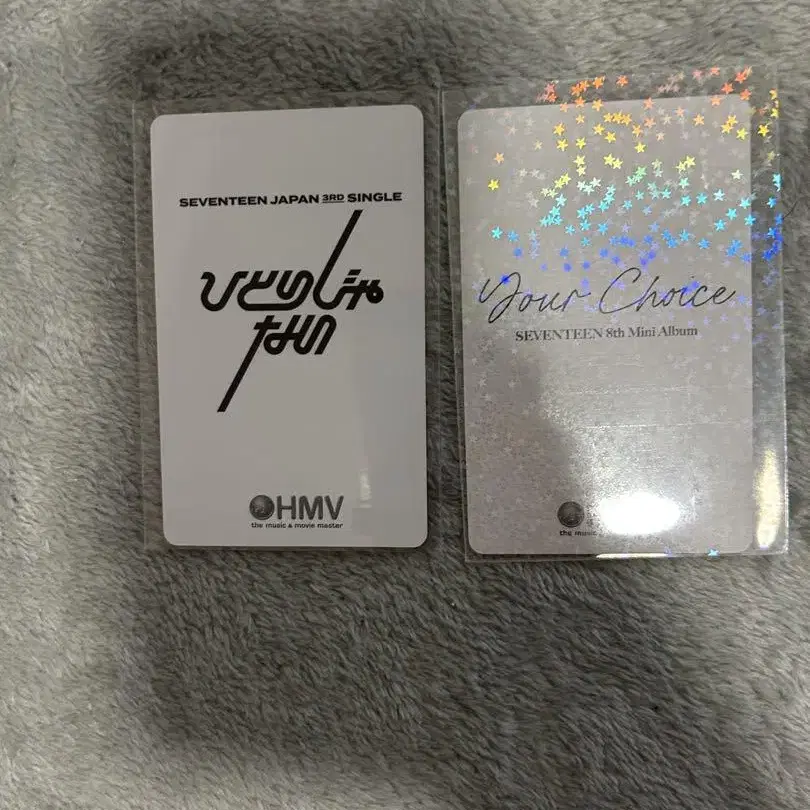 SEVENTEEN JAPAN 3RD SINGLE
ひとりじゃ
ない
HMV
the music & movie master
Your Choice
SEVENTEEN 8th Mini Album
the music